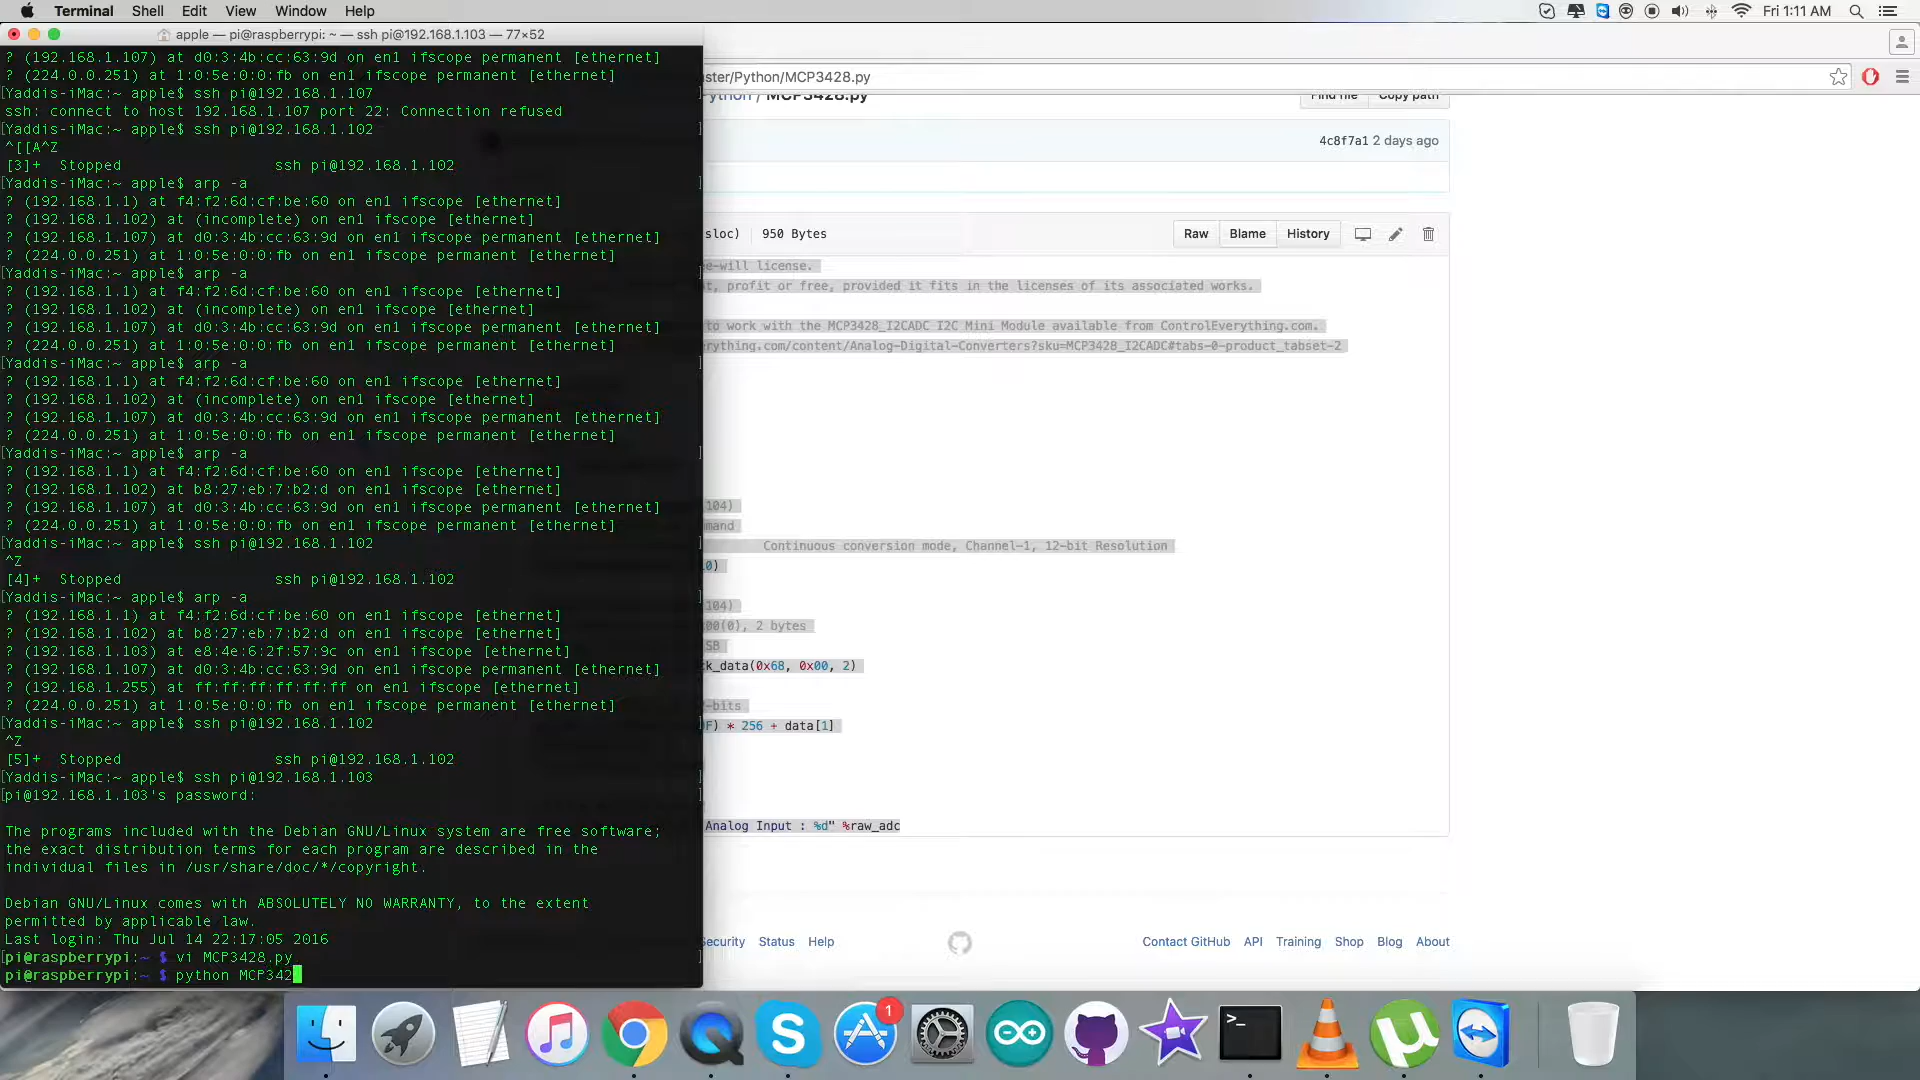 Terminal Shell Edit View Window Help
Fri 1:11 AM
apple — pi@raspberrypi: ~ — ssh pi@192.168.1.103 — 77×52
? (192.168.1.107) at d0:3:4b:cc:63:9d on en1 ifscope permanent [ethernet]
? (224.0.0.251) at 1:0:5e:0:0:fb on en1 ifscope permanent [ethernet]
[Yaddis-iMac:~ apple$ ssh pi@192.168.1.107 ]
ssh: connect to host 192.168.1.107 port 22: Connection refused
[Yaddis-iMac:~ apple$ ssh pi@192.168.1.102 ]
^[[A^Z
[3]+ Stopped ssh pi@192.168.1.102
[Yaddis-iMac:~ apple$ arp -a ]
? (192.168.1.1) at f4:f2:6d:cf:be:60 on en1 ifscope [ethernet]
? (192.168.1.102) at (incomplete) on en1 ifscope [ethernet]
? (192.168.1.107) at d0:3:4b:cc:63:9d on en1 ifscope permanent [ethernet]
? (224.0.0.251) at 1:0:5e:0:0:fb on en1 ifscope permanent [ethernet]
[Yaddis-iMac:~ apple$ arp -a ]
? (192.168.1.1) at f4:f2:6d:cf:be:60 on en1 ifscope [ethernet]
? (192.168.1.102) at (incomplete) on en1 ifscope [ethernet]
? (192.168.1.107) at d0:3:4b:cc:63:9d on en1 ifscope permanent [ethernet]
? (224.0.0.251) at 1:0:5e:0:0:fb on en1 ifscope permanent [ethernet]
[Yaddis-iMac:~ apple$ arp -a ]
? (192.168.1.1) at f4:f2:6d:cf:be:60 on en1 ifscope [ethernet]
? (192.168.1.102) at (incomplete) on en1 ifscope [ethernet]
? (192.168.1.107) at d0:3:4b:cc:63:9d on en1 ifscope permanent [ethernet]
? (224.0.0.251) at 1:0:5e:0:0:fb on en1 ifscope permanent [ethernet]
[Yaddis-iMac:~ apple$ arp -a ]
? (192.168.1.1) at f4:f2:6d:cf:be:60 on en1 ifscope [ethernet]
? (192.168.1.102) at b8:27:eb:7:b2:d on en1 ifscope [ethernet]
? (192.168.1.107) at d0:3:4b:cc:63:9d on en1 ifscope permanent [ethernet]
? (224.0.0.251) at 1:0:5e:0:0:fb on en1 ifscope permanent [ethernet]
[Yaddis-iMac:~ apple$ ssh pi@192.168.1.102 ]
^Z
[4]+ Stopped ssh pi@192.168.1.102
[Yaddis-iMac:~ apple$ arp -a ]
? (192.168.1.1) at f4:f2:6d:cf:be:60 on en1 ifscope [ethernet]
? (192.168.1.102) at b8:27:eb:7:b2:d on en1 ifscope [ethernet]
? (192.168.1.103) at e8:4e:6:2f:57:9c on en1 ifscope [ethernet]
? (192.168.1.107) at d0:3:4b:cc:63:9d on en1 ifscope permanent [ethernet]
? (192.168.1.255) at ff:ff:ff:ff:ff:ff on en1 ifscope [ethernet]
? (224.0.0.251) at 1:0:5e:0:0:fb on en1 ifscope permanent [ethernet]
[Yaddis-iMac:~ apple$ ssh pi@192.168.1.102 ]
^Z
[5]+ Stopped ssh pi@192.168.1.102
[Yaddis-iMac:~ apple$ ssh pi@192.168.1.103 ]
[pi@192.168.1.103's password: ]
The programs included with the Debian GNU/Linux system are free software;
the exact distribution terms for each program are described in the
individual files in /usr/share/doc/*/copyright.
Debian GNU/Linux comes with ABSOLUTELY NO WARRANTY, to the extent
permitted by applicable law.
Last login: Thu Jul 14 22:17:05 2016
[pi@raspberrypi:~ $ vi MCP3428.py ]
pi@raspberrypi:~ $ python MCP342
ster/Python/MCP3428.py
ython / MCP3428.py
Find file Copy path
4c8f7a1 2 days ago
sloc) 950 Bytes
Raw Blame History
ee-will license.
t, profit or free, provided it fits in the licenses of its associated works.
to work with the MCP3428_I2CADC I2C Mini Module available from ControlEverything.com.
erything.com/content/Analog-Digital-Converters?sku=MCP3428_I2CADC#tabs-0-product_tabset-2
104)
mmand
Continuous conversion mode, Channel-1, 12-bit Resolution
10)
104)
00(0), 2 bytes
SB
ck_data(0x68, 0x00, 2)
-bits
F) * 256 + data[1]
Analog Input : %d" %raw_adc
Security Status Help
Contact GitHub API Training Shop Blog About
1
>_